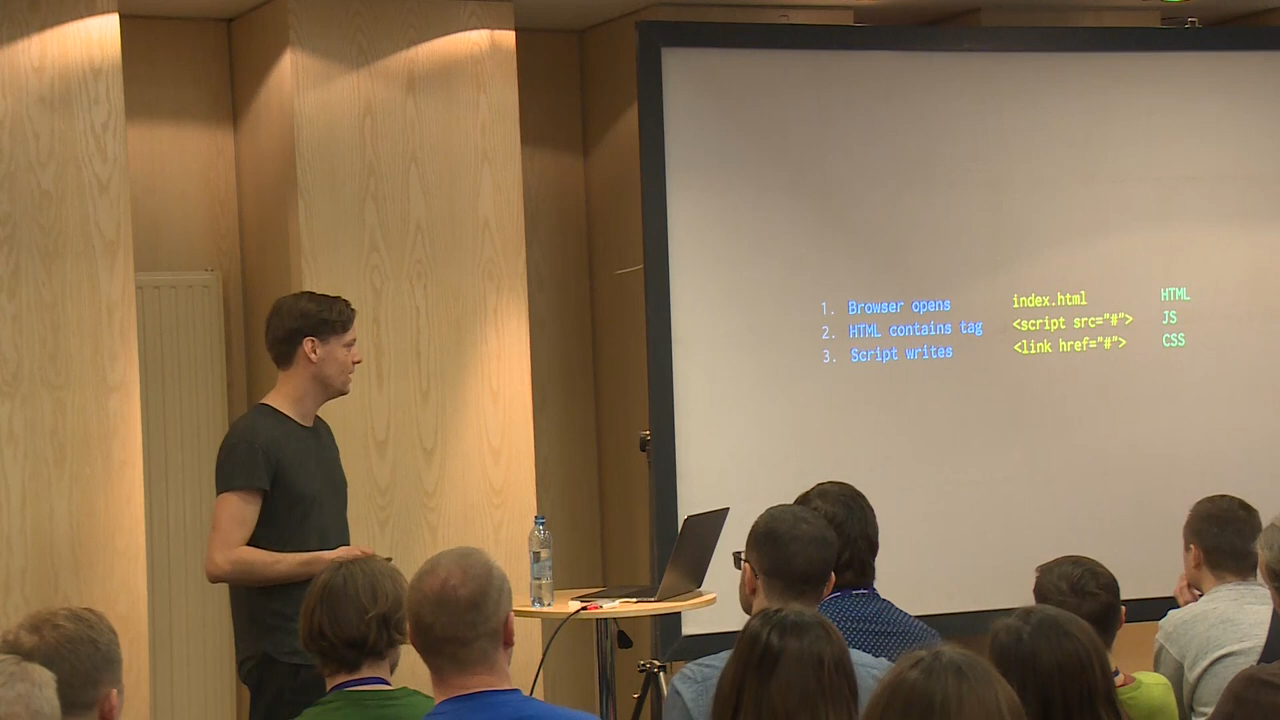 1. Browser opens index.html HTML
2. HTML contains tag <script src="#"> JS
3. Script writes <link href="#"> CSS